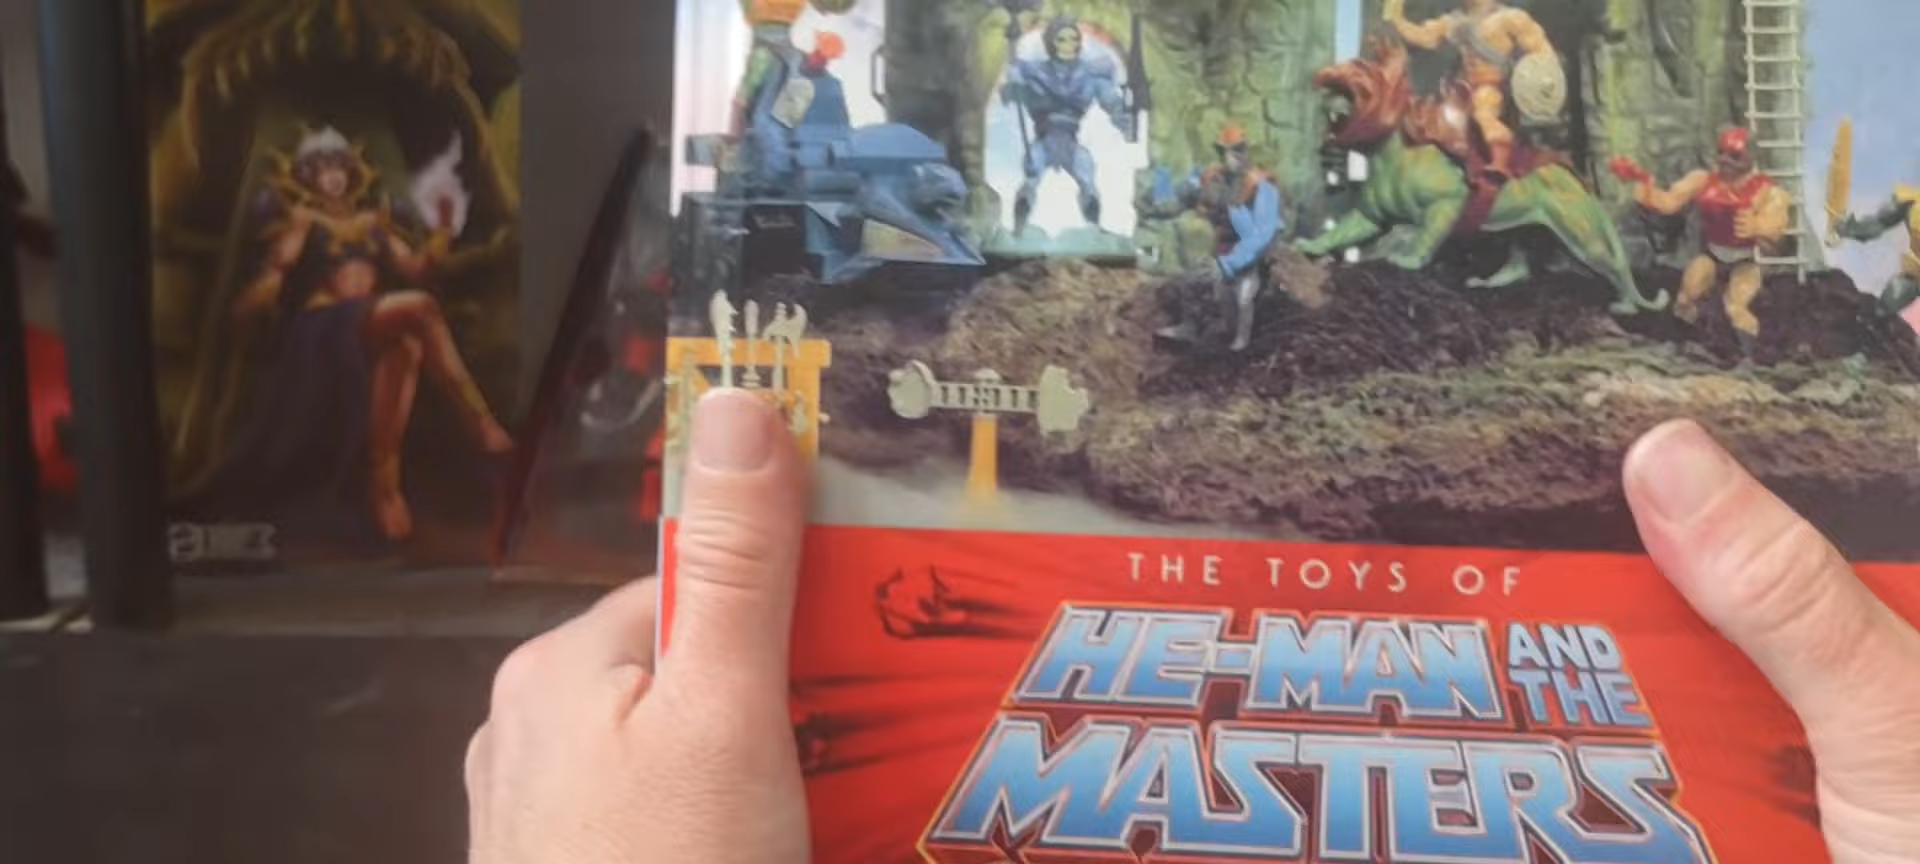 THE TOYS OF
HE-MAN AND THE
MASTERS